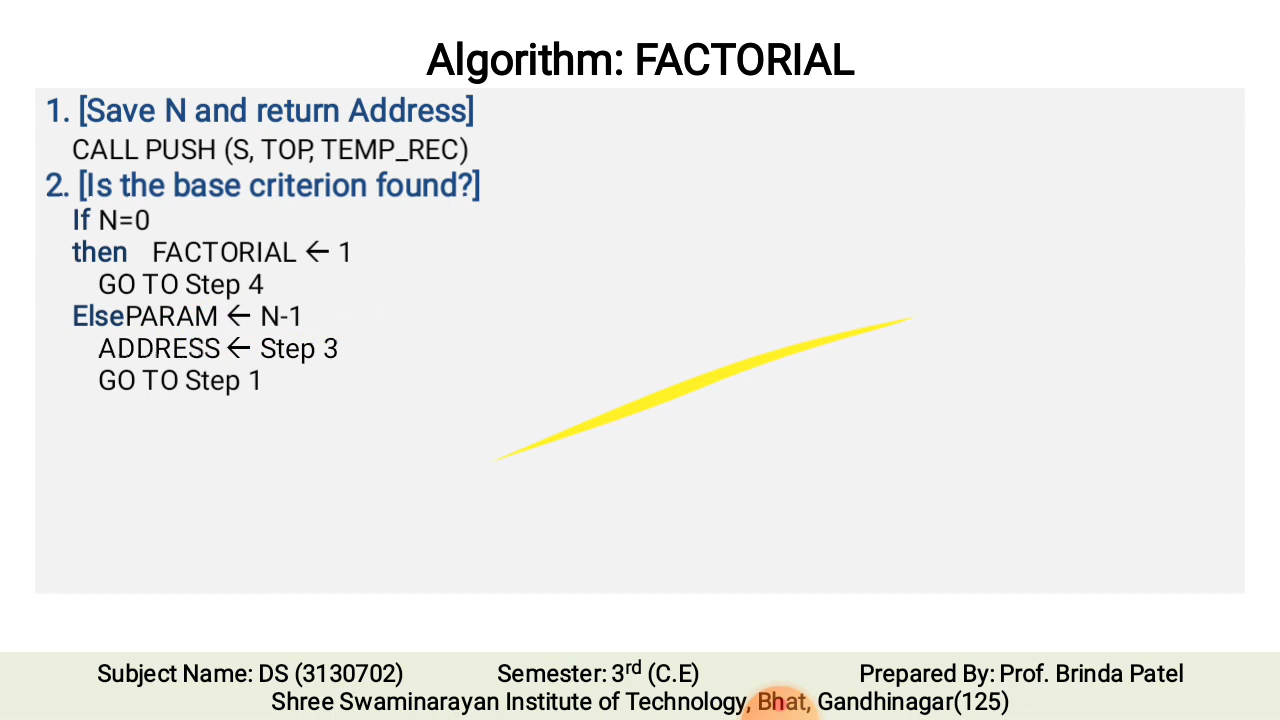 Algorithm: FACTORIAL
1. [Save N and return Address]
CALL PUSH (S, TOP, TEMP_REC)
2. [Is the base criterion found?]
If N=0
then FACTORIAL ← 1
GO TO Step 4
ElsePARAM ← N-1
ADDRESS ← Step 3
GO TO Step 1
Subject Name: DS (3130702) Semester: 3rd (C.E) Prepared By: Prof. Brinda Patel
Shree Swaminarayan Institute of Technology, Bhat, Gandhinagar(125)